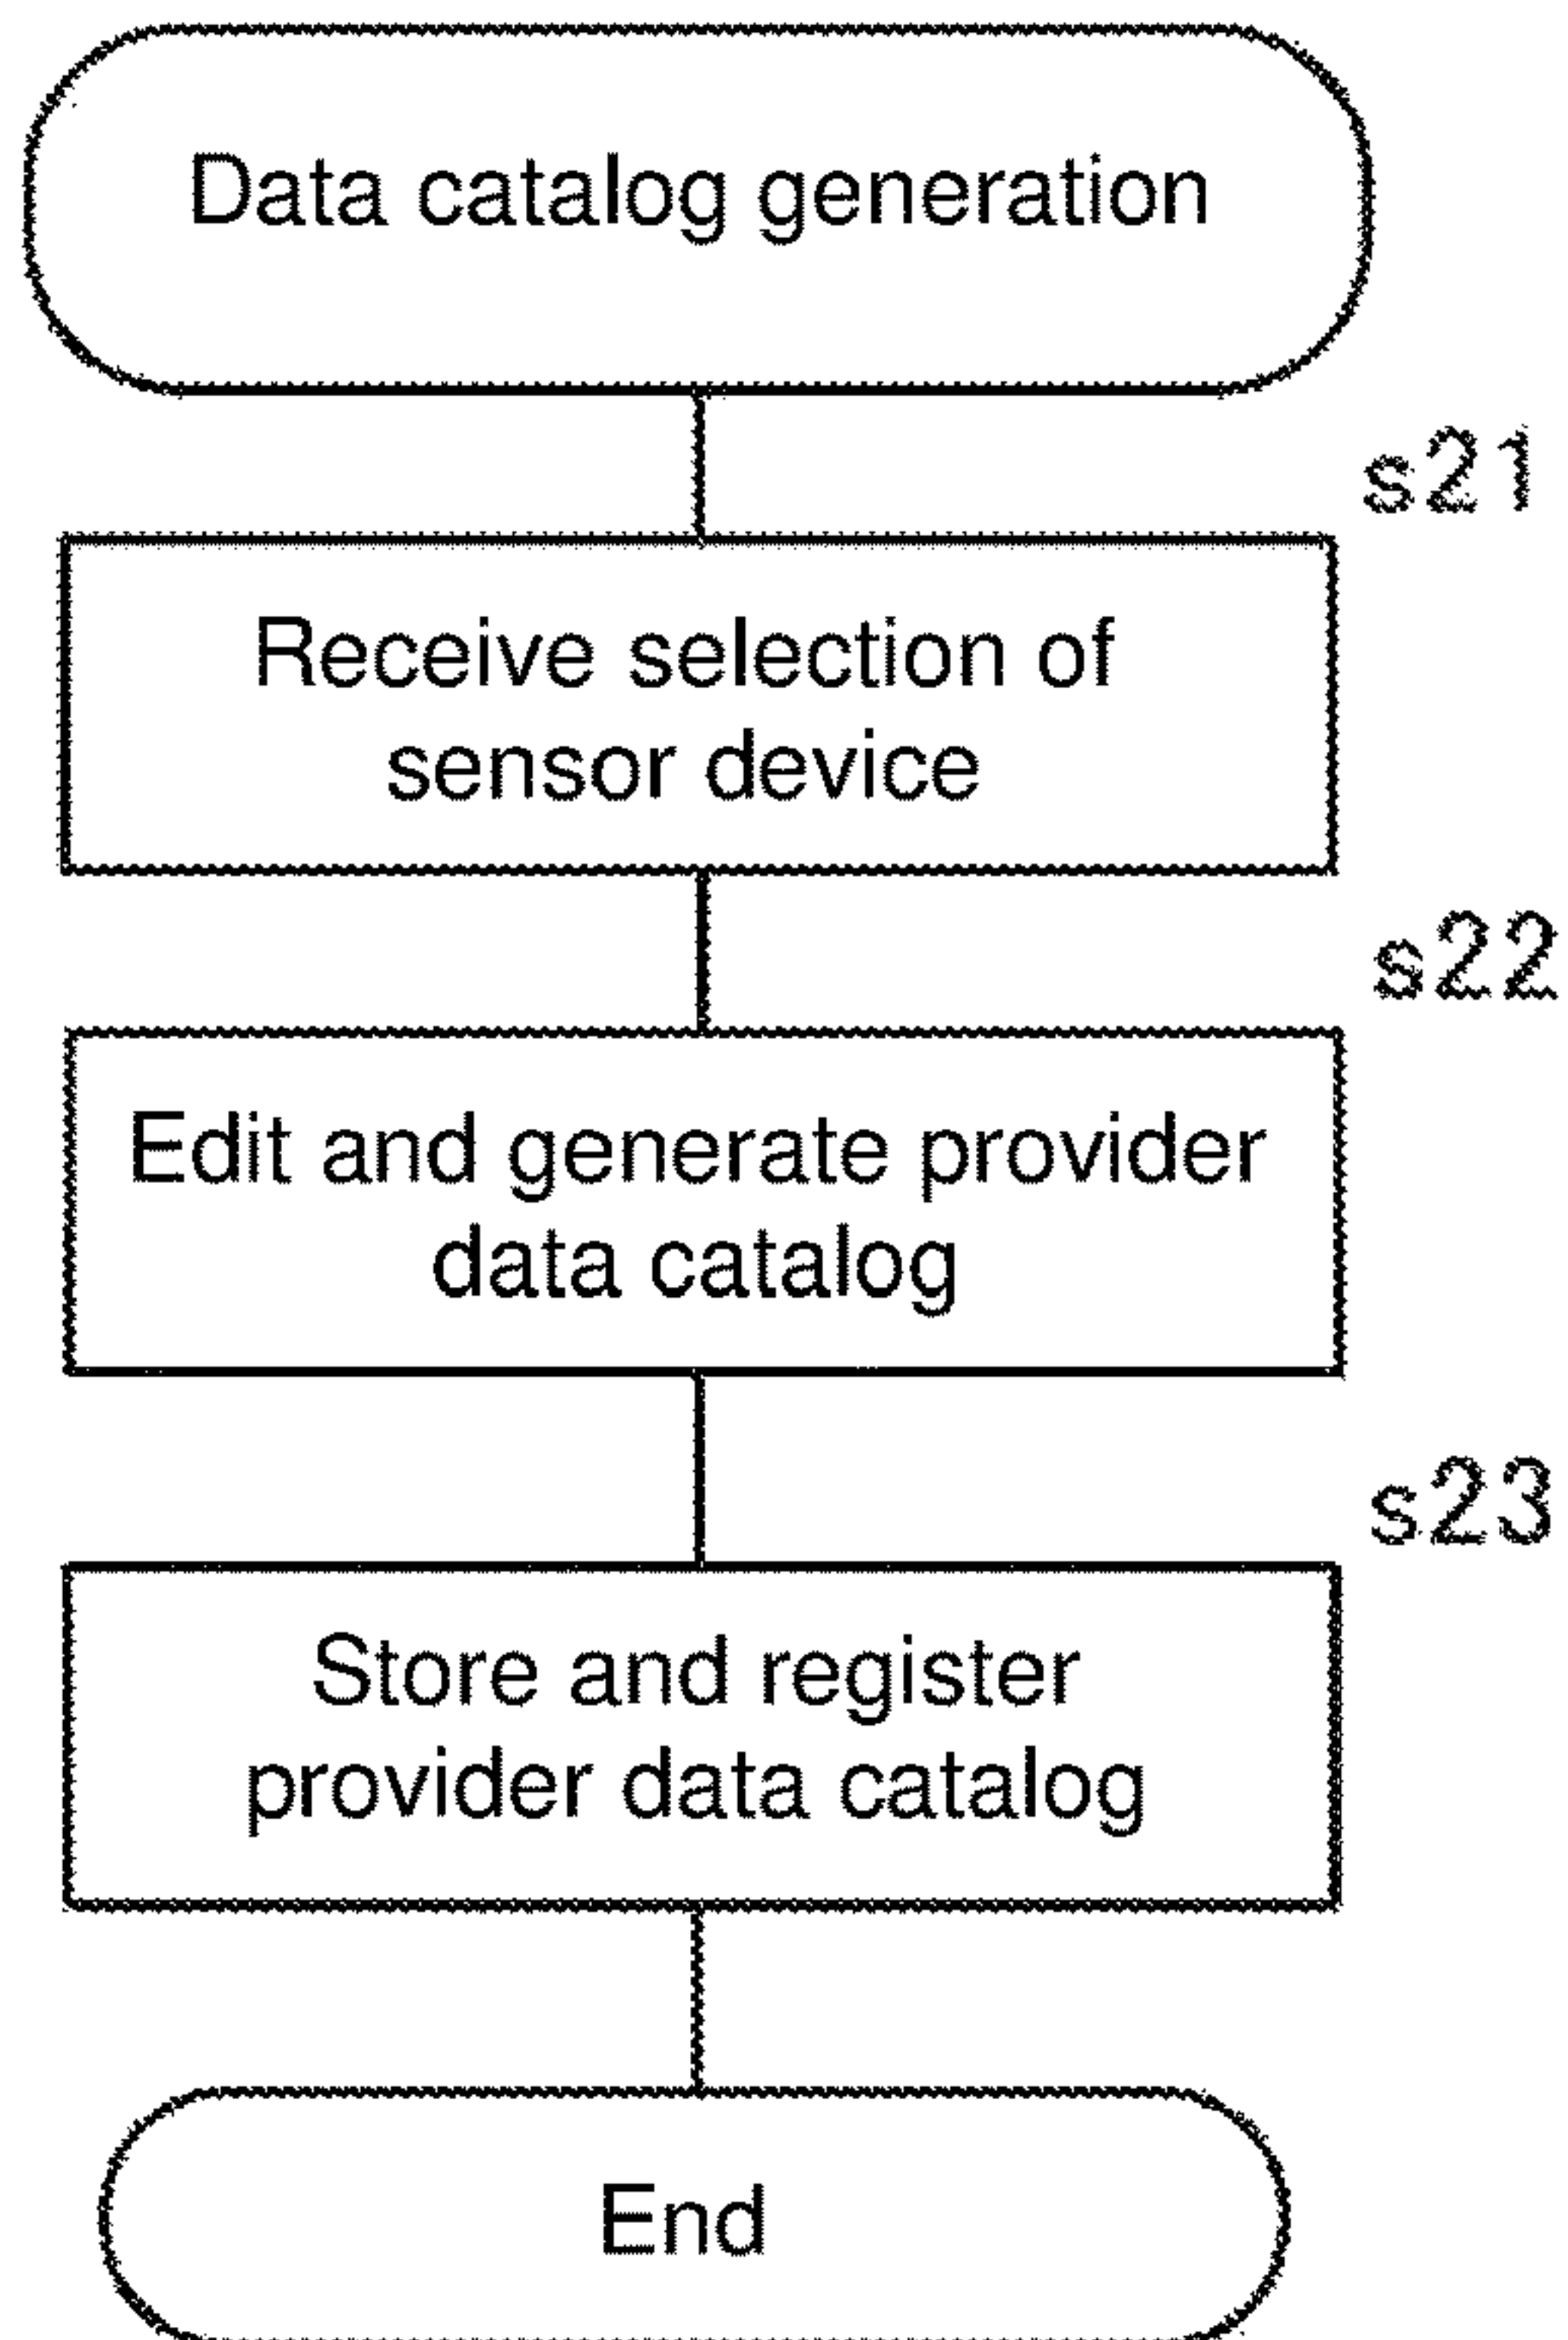 Data catalog generation
s21
Receive selection of
sensor device
s22
Edit and generate provider
data catalog
s23
Store and register
provider data catalog
End